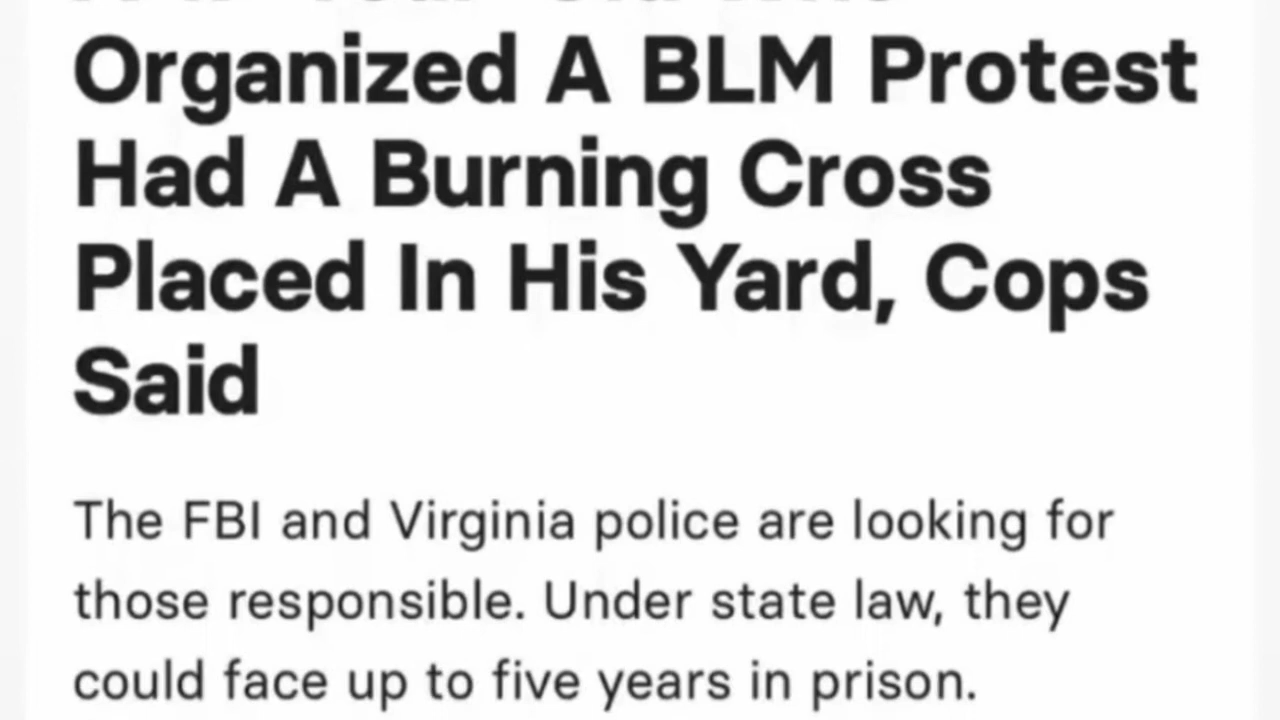 Organized A BLM Protest
Had A Burning Cross
Placed In His Yard, Cops
Said
The FBI and Virginia police are looking for
those responsible. Under state law, they
could face up to five years in prison.